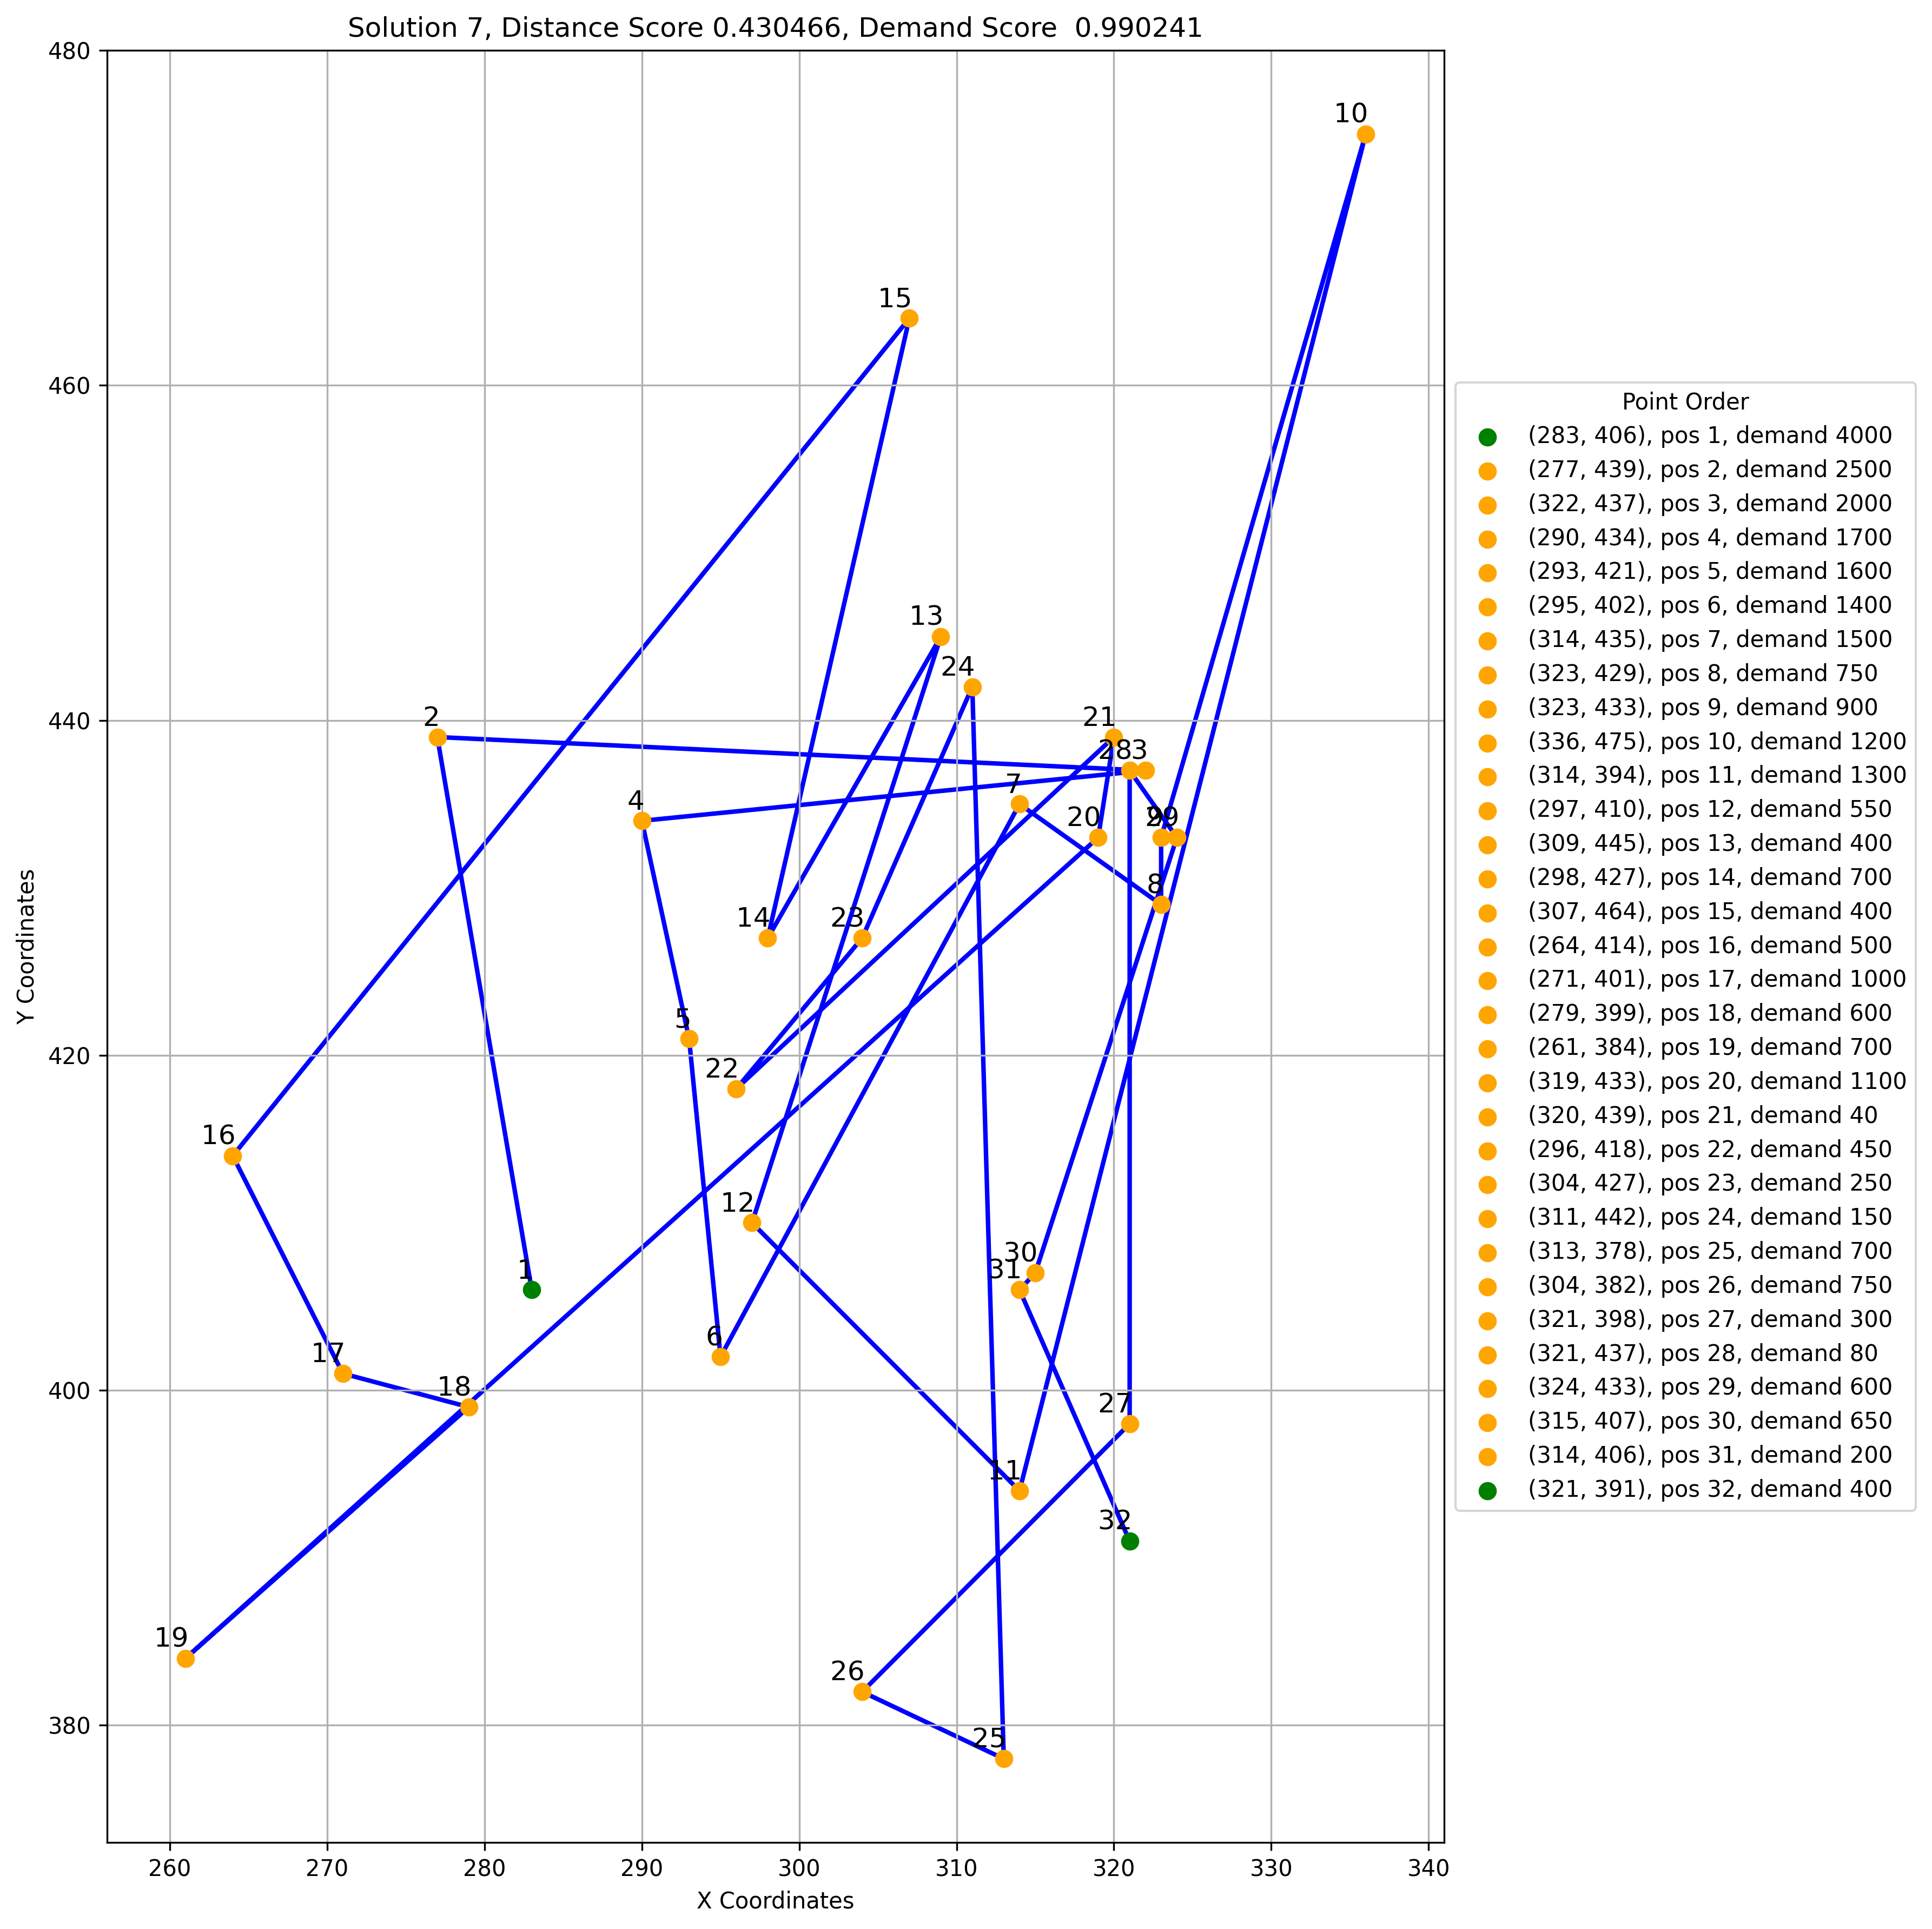 Solution 7, Distance Score 0.430466, Demand Score  0.990241
480
460
440
420
400
380
Y Coordinates
260
270
280
290
300
310
320
330
340
X Coordinates
10
15
13
24
2
21
28
3
7
4
20
9
29
8
14
23
5
22
16
12
30
31
1
6
17
18
27
11
32
19
26
25
Point Order
(283, 406), pos 1, demand 4000
(277, 439), pos 2, demand 2500
(322, 437), pos 3, demand 2000
(290, 434), pos 4, demand 1700
(293, 421), pos 5, demand 1600
(295, 402), pos 6, demand 1400
(314, 435), pos 7, demand 1500
(323, 429), pos 8, demand 750
(323, 433), pos 9, demand 900
(336, 475), pos 10, demand 1200
(314, 394), pos 11, demand 1300
(297, 410), pos 12, demand 550
(309, 445), pos 13, demand 400
(298, 427), pos 14, demand 700
(307, 464), pos 15, demand 400
(264, 414), pos 16, demand 500
(271, 401), pos 17, demand 1000
(279, 399), pos 18, demand 600
(261, 384), pos 19, demand 700
(319, 433), pos 20, demand 1100
(320, 439), pos 21, demand 40
(296, 418), pos 22, demand 450
(304, 427), pos 23, demand 250
(311, 442), pos 24, demand 150
(313, 378), pos 25, demand 700
(304, 382), pos 26, demand 750
(321, 398), pos 27, demand 300
(321, 437), pos 28, demand 80
(324, 433), pos 29, demand 600
(315, 407), pos 30, demand 650
(314, 406), pos 31, demand 200
(321, 391), pos 32, demand 400